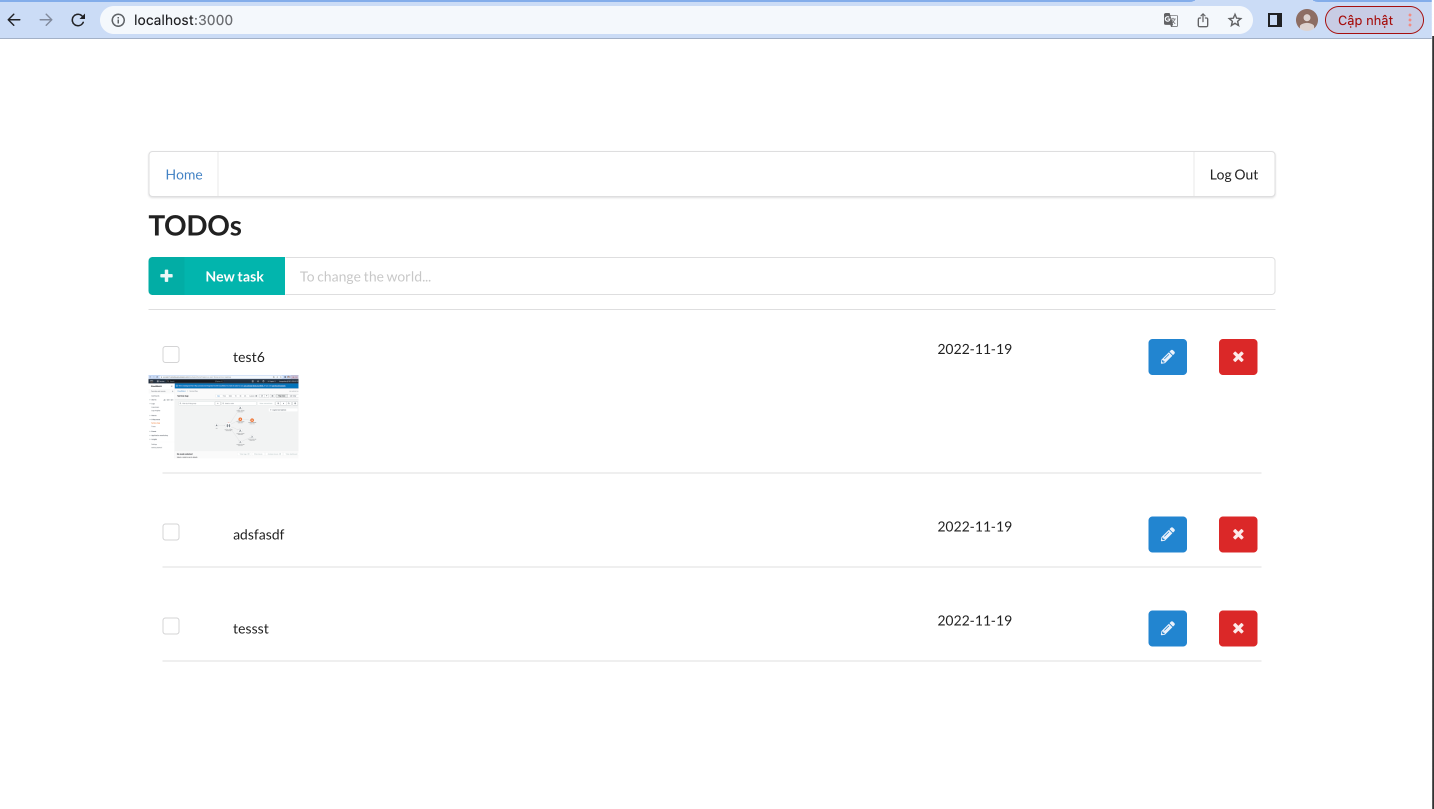 localhost:3000
Cập nhật
Home
Log Out
TODOs
New task
To change the world...
test6
2022-11-19
adsfasdf
2022-11-19
tessst
2022-11-19